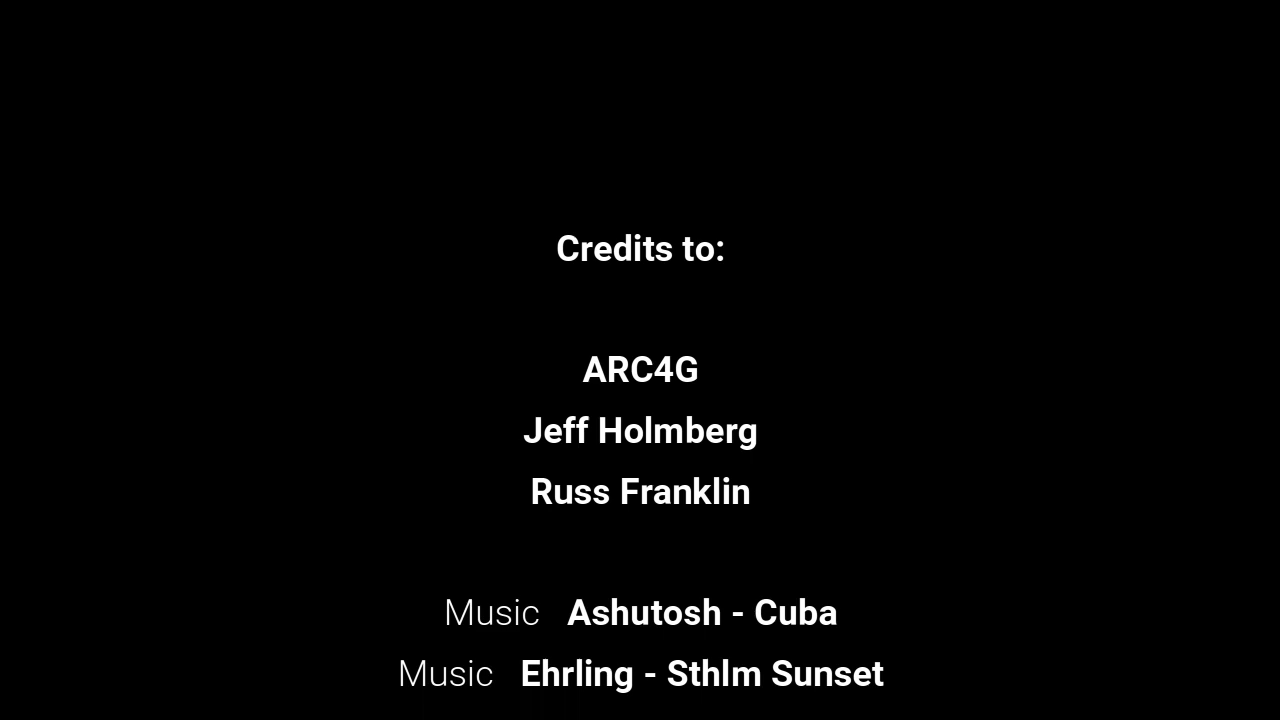 Credits to:
ARC4G
Jeff Holmberg
Russ Franklin
Music Ashutosh - Cuba
Music Ehrling - Sthlm Sunset